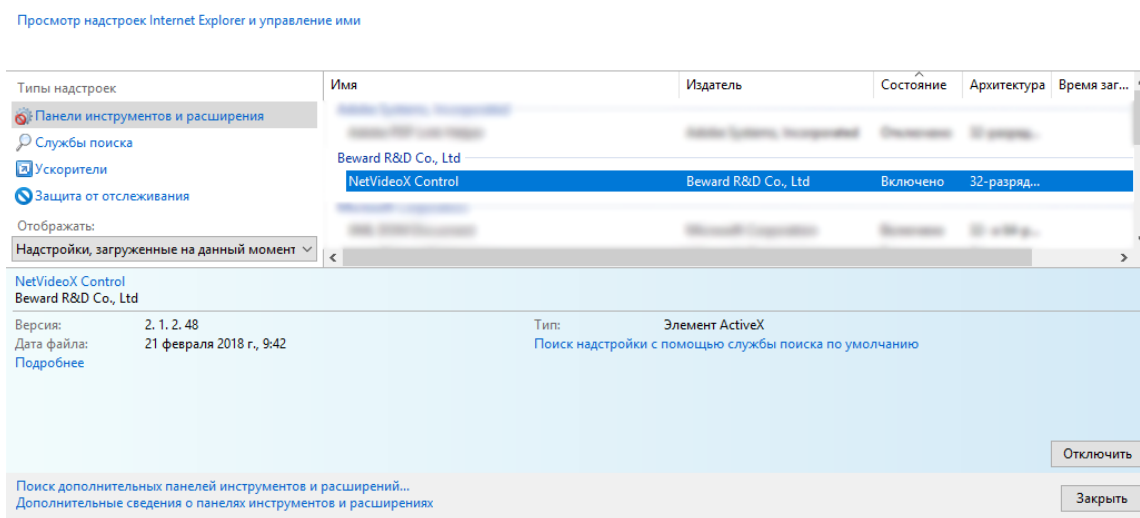 Просмотр надстроек Internet Explorer и управление ими
Типы надстроек
Панели инструментов и расширения
Службы поиска
Ускорители
Защита от отслеживания
Отображать:
Надстройки, загруженные на данный момент
Имя Издатель Состояние Архитектура Время заг...
Beward R&D Co., Ltd
NetVideoX Control Beward R&D Co., Ltd Включено 32-разряд...
NetVideoX Control
Beward R&D Co., Ltd
Версия: 2. 1. 2. 48 Тип: Элемент ActiveX
Дата файла: 21 февраля 2018 г., 9:42 Поиск надстройки с помощью службы поиска по умолчанию
Подробнее
Отключить
Поиск дополнительных панелей инструментов и расширений...
Дополнительные сведения о панелях инструментов и расширениях
Закрыть